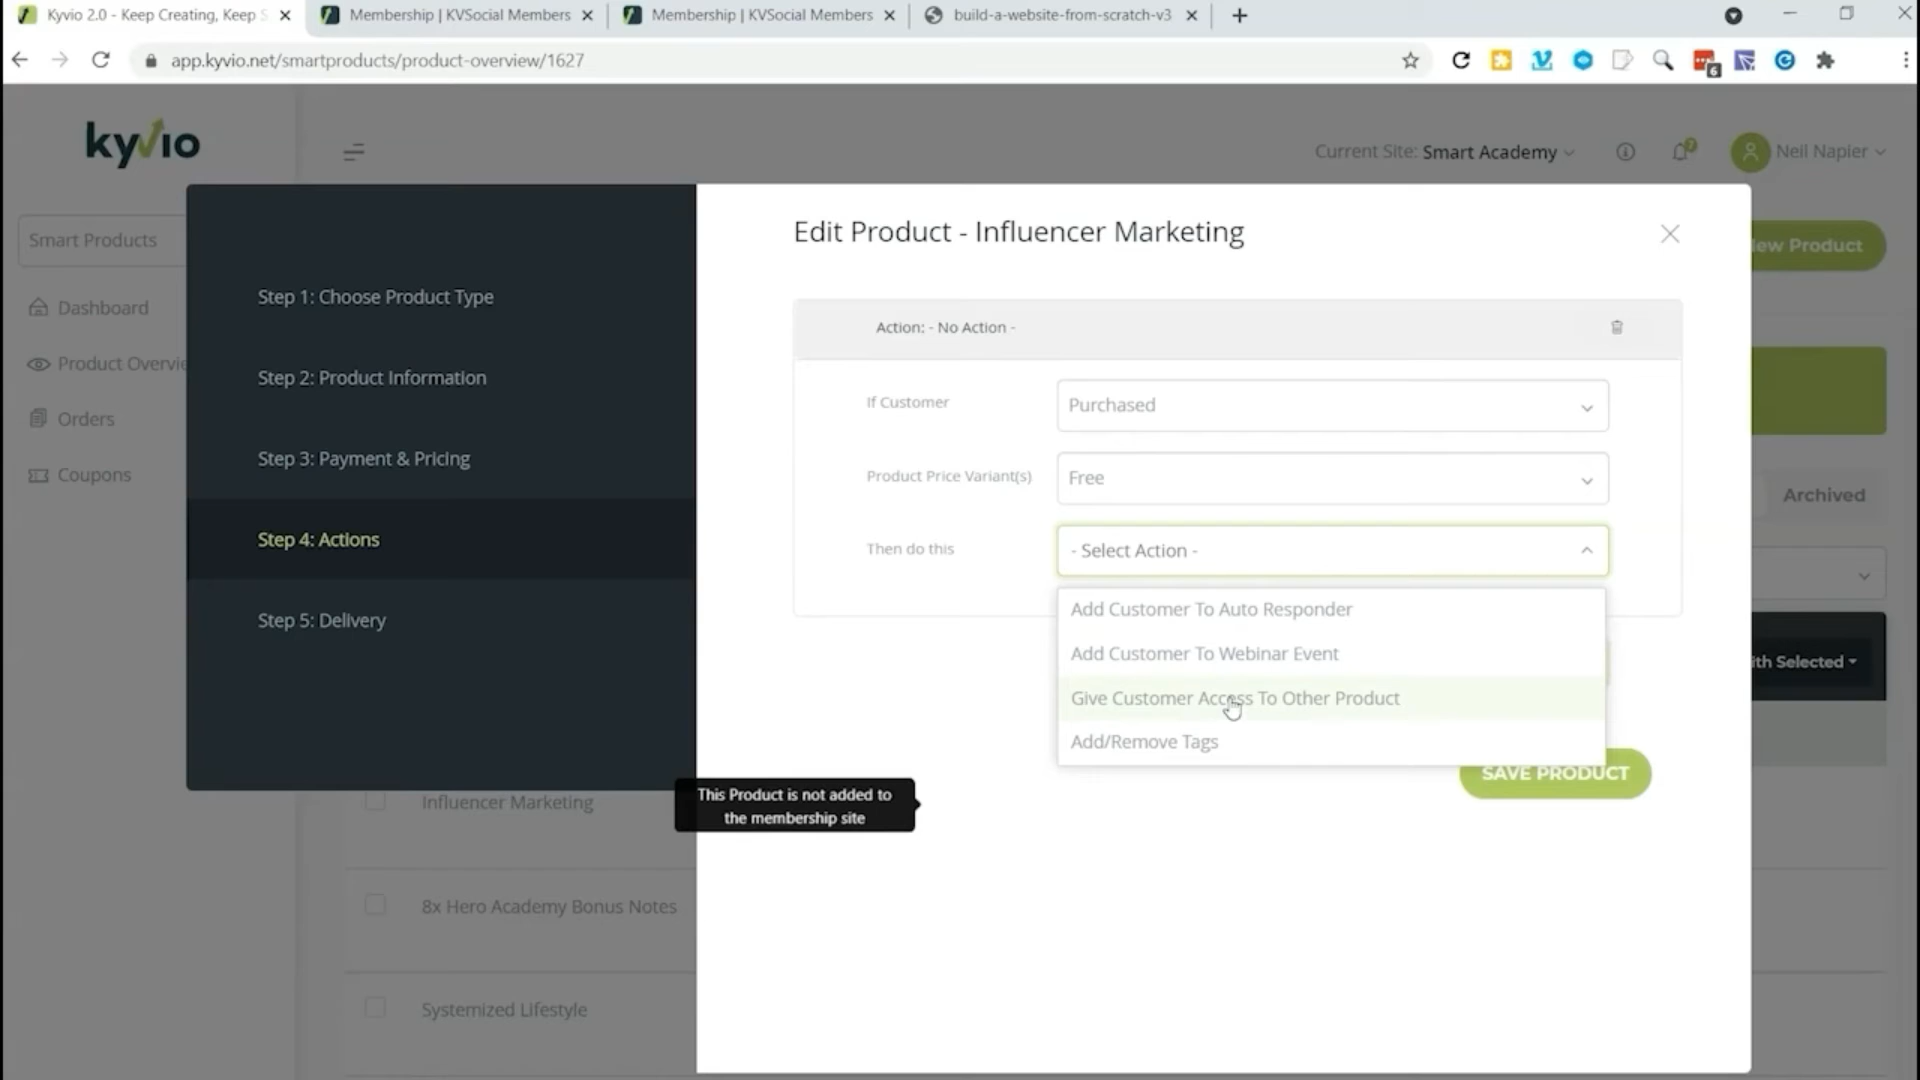 Kyvio 2.0 - Keep Creating, Keep S
Membership | KVSocial Members
Membership | KVSocial Members
build-a-website-from-scratch-v3
app.kyvio.net/smartproducts/product-overview/1627
6
kyvio
Current Site: Smart Academy
7
Neil Napier
Smart Products
Dashboard
Product Overvie
Orders
Coupons
Step 1: Choose Product Type
Step 2: Product Information
Step 3: Payment & Pricing
Step 4: Actions
Step 5: Delivery
Edit Product - Influencer Marketing
ew Product
Action: - No Action -
If Customer
Purchased
Product Price Variant(s)
Free
Then do this
- Select Action -
Add Customer To Auto Responder
Add Customer To Webinar Event
Give Customer Access To Other Product
Add/Remove Tags
SAVE PRODUCT
Archived
ith Selected
This Product is not added to
the membership site
Influencer Marketing
8x Hero Academy Bonus Notes
Systemized Lifestyle